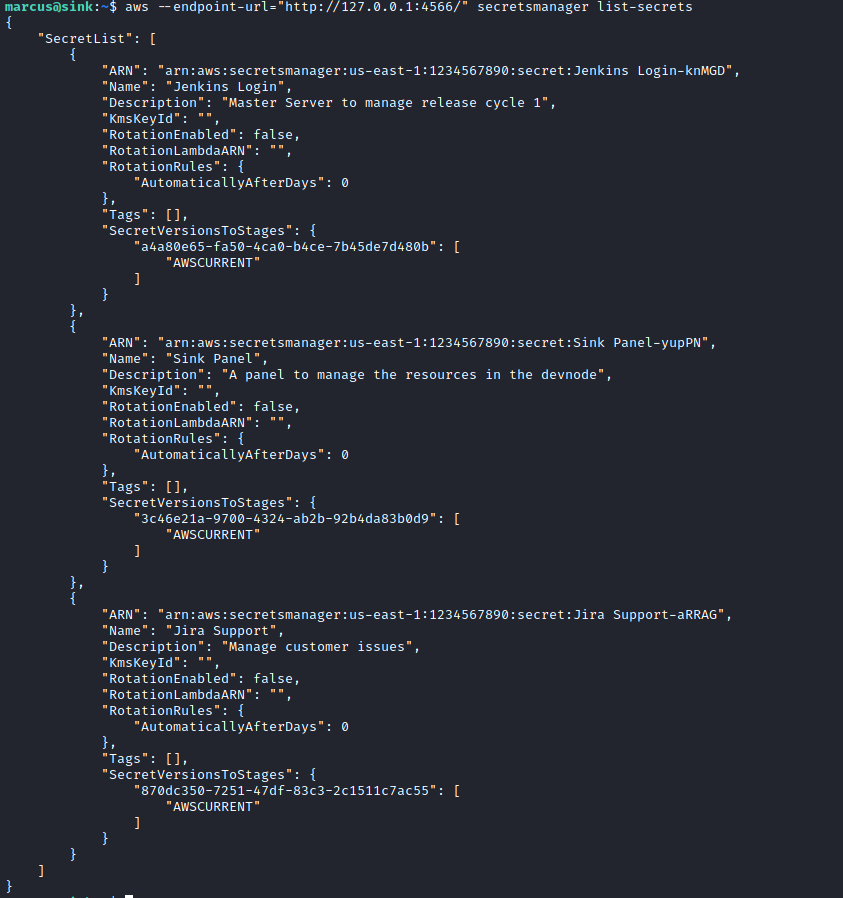 marcus@sink:~$ aws --endpoint-url="http://127.0.0.1:4566/" secretsmanager list-secrets
{
    "SecretList": [
        {
            "ARN": "arn:aws:secretsmanager:us-east-1:1234567890:secret:Jenkins Login-knMGD",
            "Name": "Jenkins Login",
            "Description": "Master Server to manage release cycle 1",
            "KmsKeyId": "",
            "RotationEnabled": false,
            "RotationLambdaARN": "",
            "RotationRules": {
                "AutomaticallyAfterDays": 0
            },
            "Tags": [],
            "SecretVersionsToStages": {
                "a4a80e65-fa50-4ca0-b4ce-7b45de7d480b": [
                    "AWSCURRENT"
                ]
            }
        },
        {
            "ARN": "arn:aws:secretsmanager:us-east-1:1234567890:secret:Sink Panel-yupPN",
            "Name": "Sink Panel",
            "Description": "A panel to manage the resources in the devnode",
            "KmsKeyId": "",
            "RotationEnabled": false,
            "RotationLambdaARN": "",
            "RotationRules": {
                "AutomaticallyAfterDays": 0
            },
            "Tags": [],
            "SecretVersionsToStages": {
                "3c46e21a-9700-4324-ab2b-92b4da83b0d9": [
                    "AWSCURRENT"
                ]
            }
        },
        {
            "ARN": "arn:aws:secretsmanager:us-east-1:1234567890:secret:Jira Support-aRRAG",
            "Name": "Jira Support",
            "Description": "Manage customer issues",
            "KmsKeyId": "",
            "RotationEnabled": false,
            "RotationLambdaARN": "",
            "RotationRules": {
                "AutomaticallyAfterDays": 0
            },
            "Tags": [],
            "SecretVersionsToStages": {
                "870dc350-7251-47df-83c3-2c1511c7ac55": [
                    "AWSCURRENT"
                ]
            }
        }
    ]
}